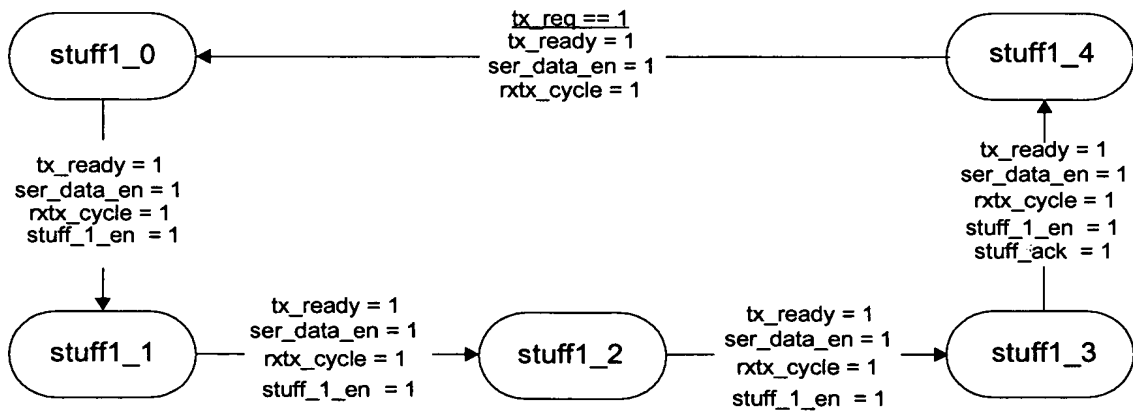 tx_req == 1
tx_ready = 1
ser_data_en = 1
rxtx_cycle = 1
stuff1_0
stuff1_4
tx_ready = 1
ser_data_en = 1
rxtx_cycle = 1
stuff_1_en = 1
tx_ready = 1
ser_data_en = 1
rxtx_cycle = 1
stuff_1_en = 1
stuff_ack = 1
stuff1_1
tx_ready = 1
ser_data_en = 1
rxtx_cycle = 1
stuff_1_en = 1
stuff1_2
tx_ready = 1
ser_data_en = 1
rxtx_cycle = 1
stuff_1_en = 1
stuff1_3